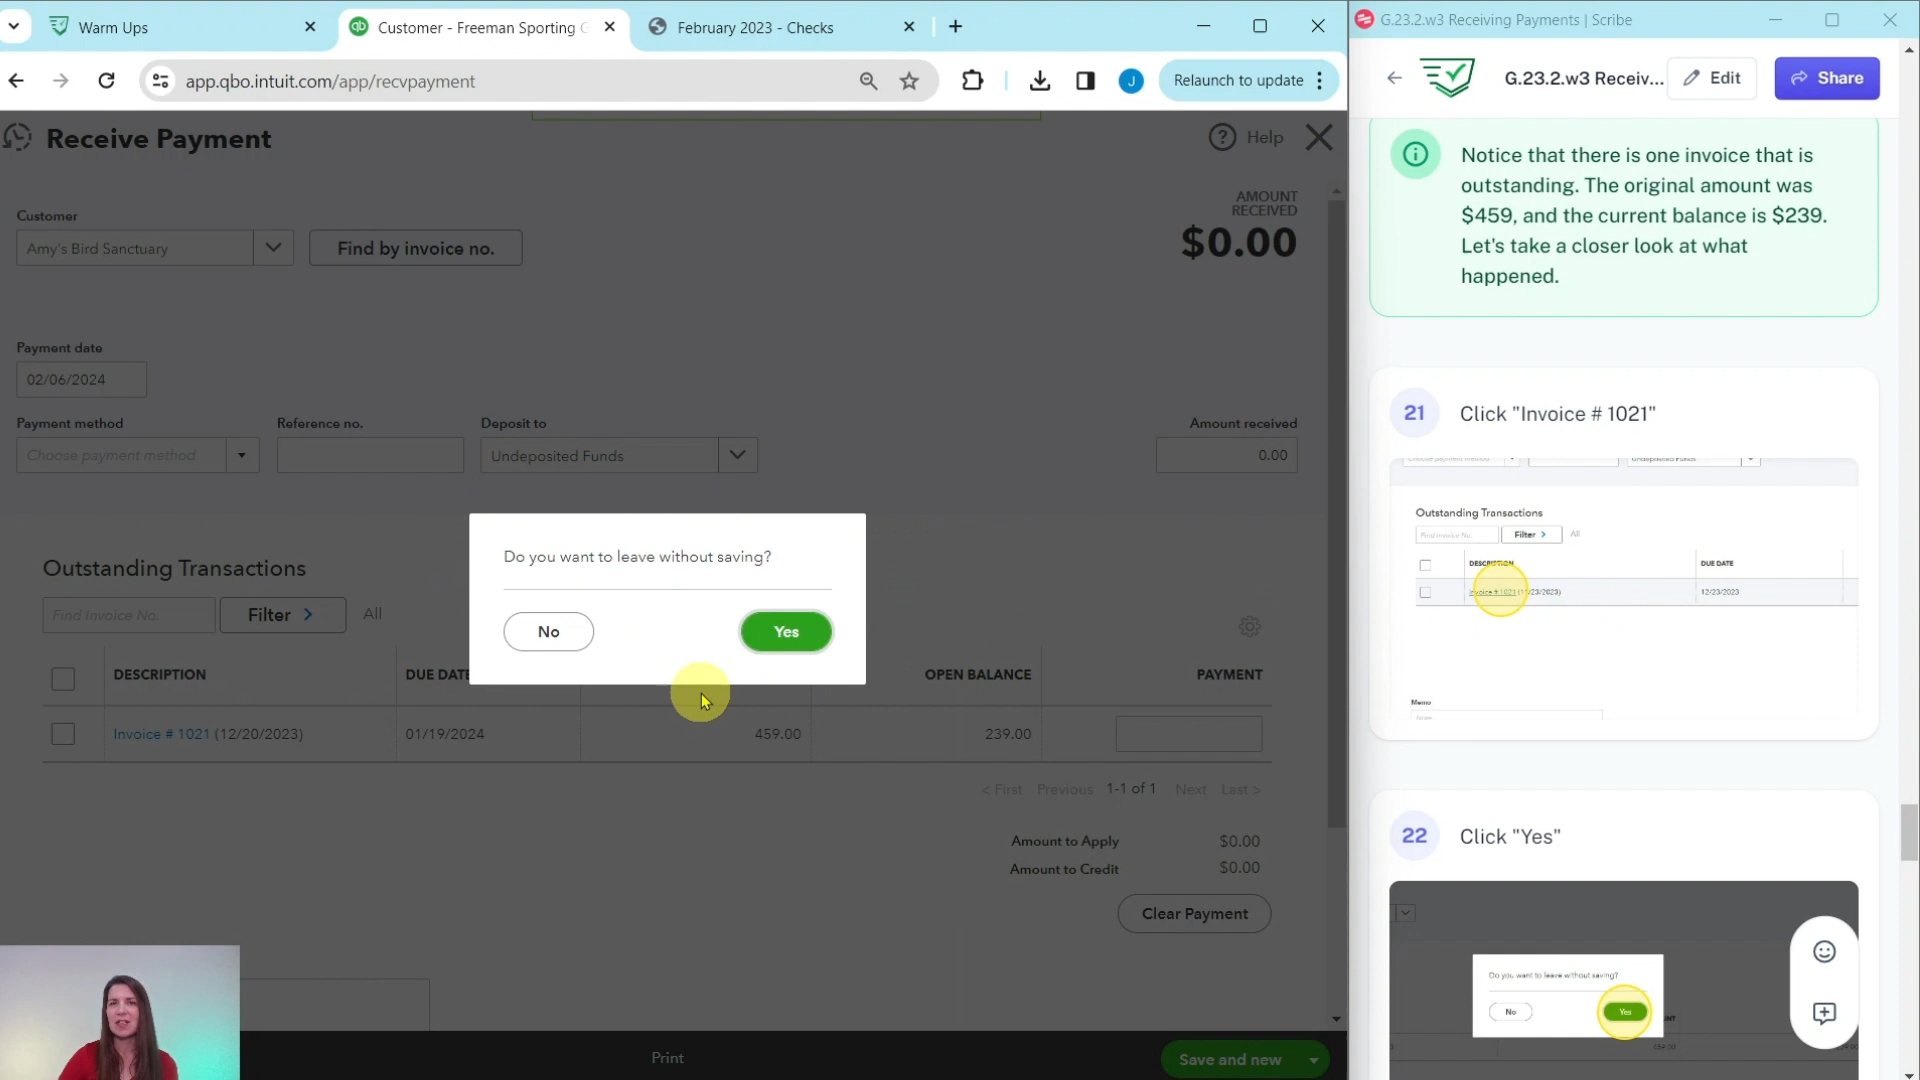 Warm Ups
Customer - Freeman Sporting G
February 2023 - Checks
G.23.2.w3 Receiving Payments | Scribe
app.qbo.intuit.com/app/recvpayment
J
Relaunch to update
G.23.2.w3 Receiv...
Edit
Share
Receive Payment
Help
Customer
Amy's Bird Sanctuary
Find by invoice no.
AMOUNT
RECEIVED
$0.00
Payment date
02/06/2024
Payment method
Reference no.
Deposit to
Amount received
Choose payment method
Undeposited Funds
0.00
Do you want to leave without saving?
No
Yes
Outstanding Transactions
Find Invoice No.
Filter >
All
DESCRIPTION
DUE DATE
OPEN BALANCE
PAYMENT
Invoice # 1021 (12/20/2023)
01/19/2024
459.00
239.00
< First Previous 1-1 of 1 Next Last >
Amount to Apply $0.00
Amount to Credit $0.00
Clear Payment
Print
Save and new
Notice that there is one invoice that is
outstanding. The original amount was
$459, and the current balance is $239.
Let's take a closer look at what
happened.
21 Click "Invoice # 1021"
Choose payment method
Undeposited Funds
Outstanding Transactions
Find Invoice No.
Filter >
All
DESCRIPTION
DUE DATE
Invoice # 1021 (11/23/2023)
12/23/2023
Memo
22 Click "Yes"
Do you want to leave without saving?
No
Yes